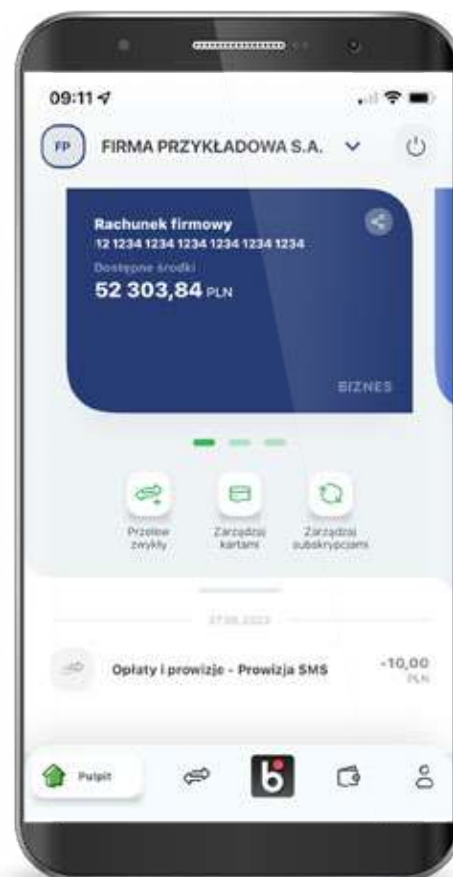 09:11
FP FIRMA PRZYKŁADOWA S.A.
Rachunek firmowy
12 1234 1234 1234 1234 1234 1234
Dostępne środki
52 303,84 PLN
BIZNES
Przelew zwykły
Zarządzaj kartami
Zarządzaj subskrypcjami
Opłaty i prowizje - Prowizja SMS -10,00
PLN
Pulpit